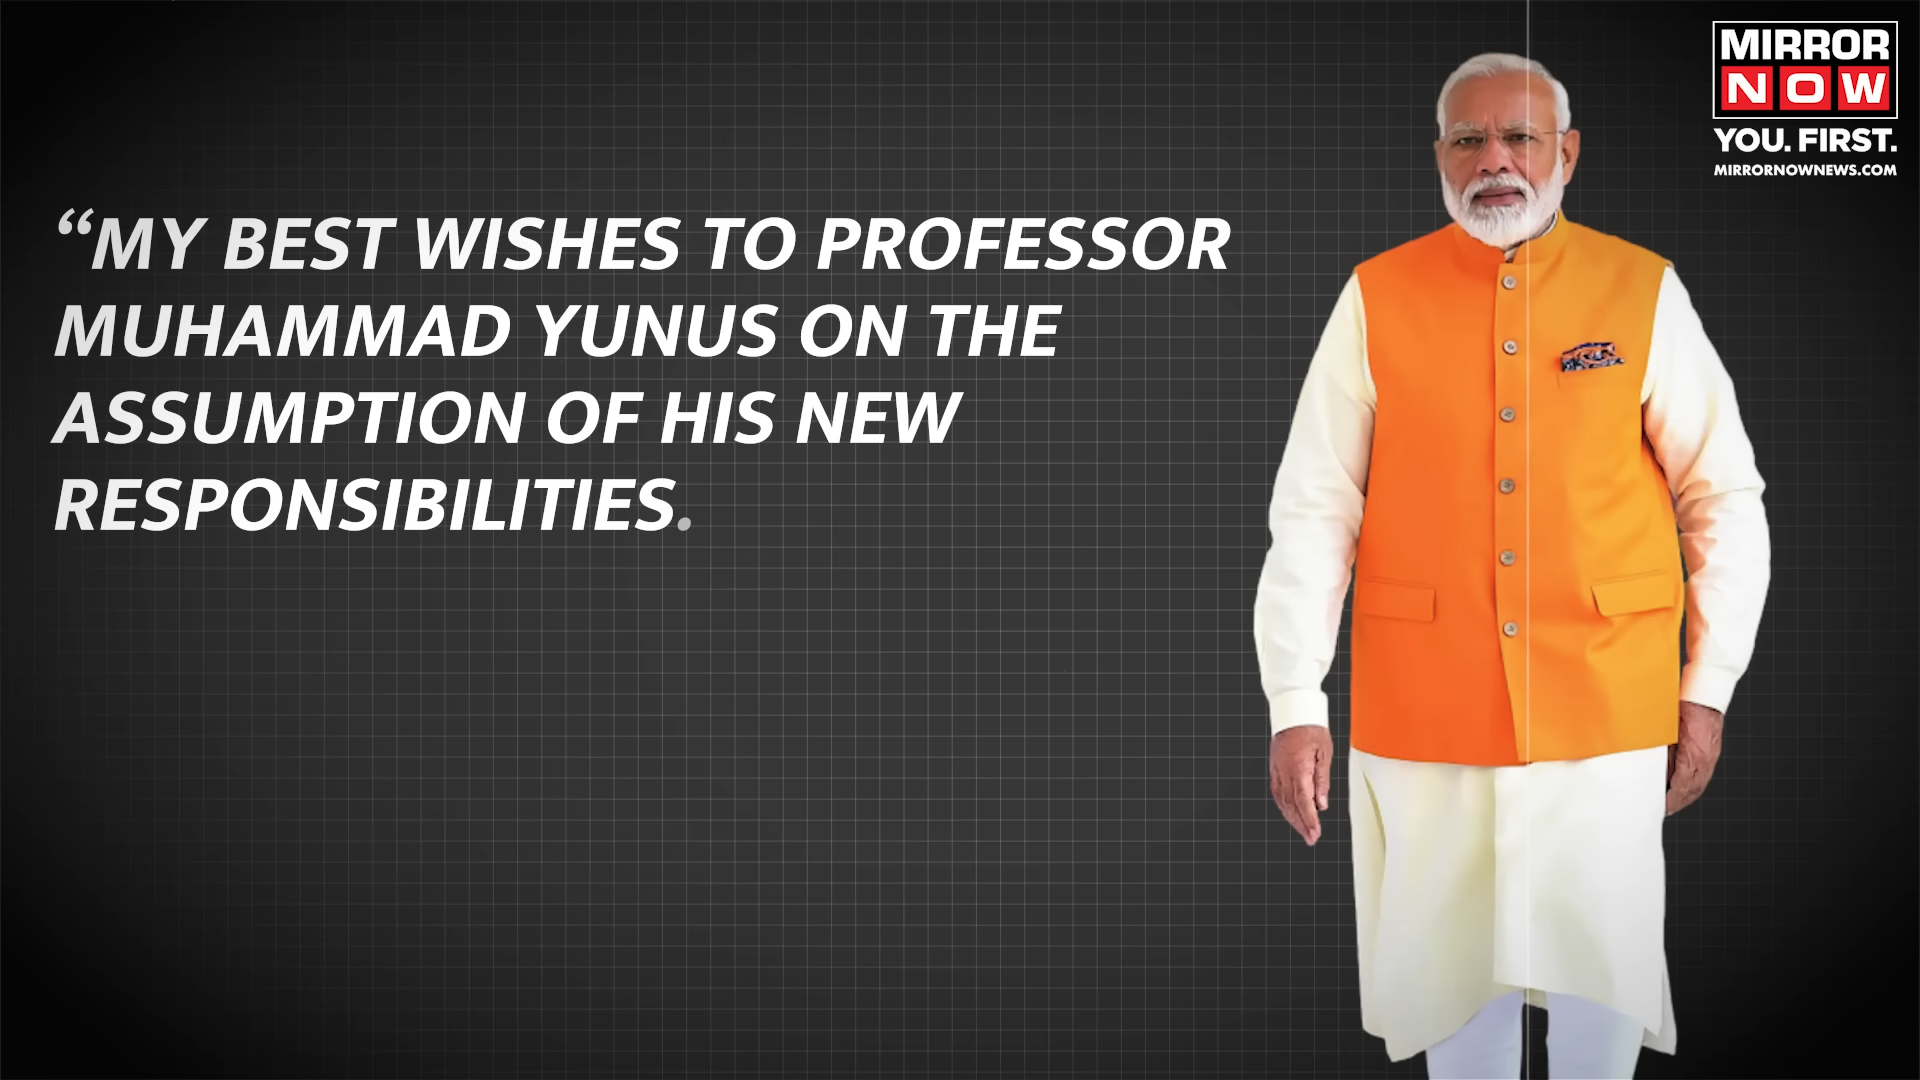 “MY BEST WISHES TO PROFESSOR
MUHAMMAD YUNUS ON THE
ASSUMPTION OF HIS NEW
RESPONSIBILITIES.
MIRROR
NOW
YOU. FIRST.
MIRRORNOWNEWS.COM